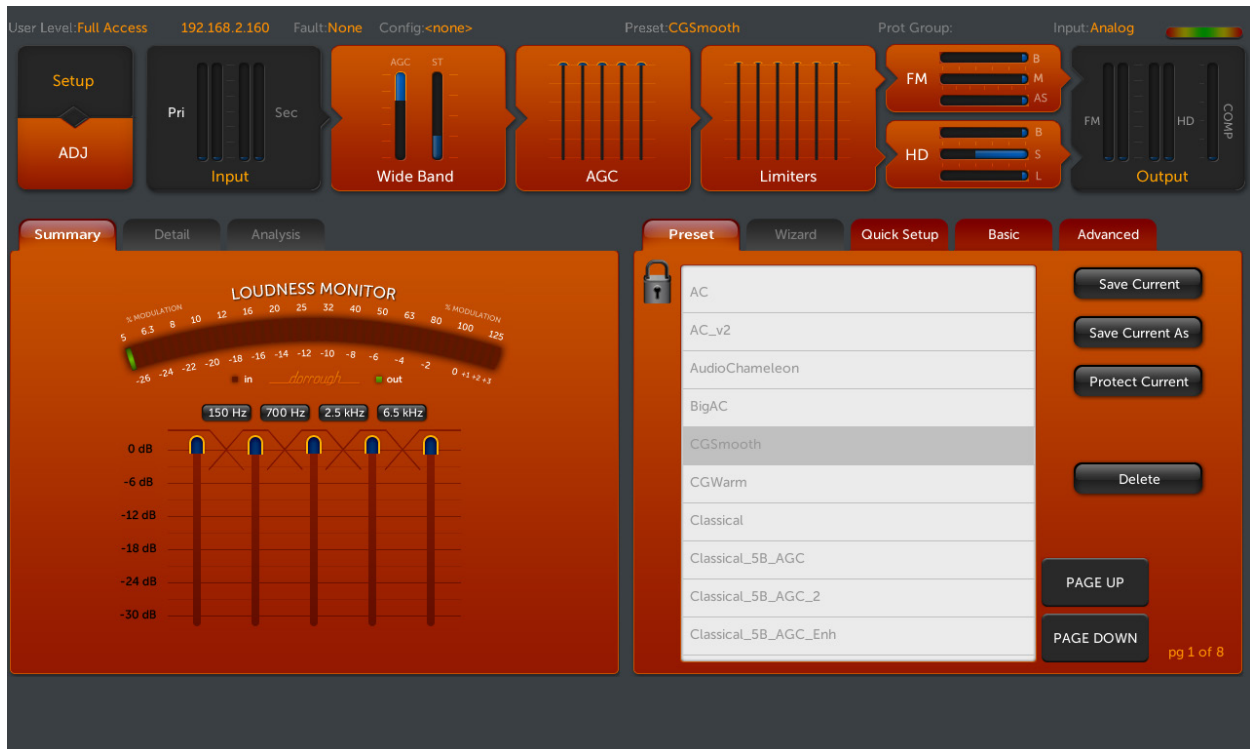 User Level:Full Access 192.168.2.160 Fault:None Config:<none> Preset:CGSmooth Prot Group: Input:Analog
Setup
ADJ
Pri
Sec
Input
AGC ST
Wide Band
AGC
Limiters
FM
B
M
AS
HD
B
S
L
FM
HD
COMP
Output
Summary Detail Analysis
LOUDNESS MONITOR
% MODULATION % MODULATION
5 6.3 8 10 12 16 20 25 32 40 50 63 80 100 125
-26 -24 -22 -20 -18 -16 -14 -12 -10 -8 -6 -4 -2 0 +1 +2 +3
in dorrough out
150 Hz 700 Hz 2.5 kHz 6.5 kHz
0 dB
-6 dB
-12 dB
-18 dB
-24 dB
-30 dB
Preset Wizard Quick Setup Basic Advanced
AC
AC_v2
AudioChameleon
BigAC
CGSmooth
CGWarm
Classical
Classical_5B_AGC
Classical_5B_AGC_2
Classical_5B_AGC_Enh
Save Current
Save Current As
Protect Current
Delete
PAGE UP
PAGE DOWN
pg 1 of 8